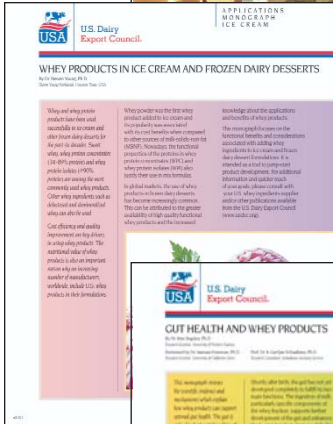 APPLICATIONS
MONOGRAPH
ICE CREAM
USA
U.S. Dairy
Export Council.
WHEY PRODUCTS IN ICE CREAM AND FROZEN DAIRY DESSERTS
By Dr. Steven Young, Ph.D.
Whey and whey protein
products have been used
successfully in ice cream and
other frozen dairy desserts for
the past decades. Sweet
whey, whey protein concentrates
(34-89% protein) and whey
protein isolates (>90%
protein) are among the most
commonly used whey products.
Other whey ingredients such as
delactosed and demineralized
whey can also be used.
Cost efficiency and quality
improvement are key drivers
in using whey products. The
nutritional value of whey
products is also an important
reason why an increasing
number of manufacturers,
worldwide, include U.S. whey
products in their formulations.
Whey powder was the first whey
product added to ice cream and
its popularity was associated
with its cost benefits when compared
to other sources of milk-solids-non-fat
(MSNF). Nowadays, the functional
properties of the proteins in whey
protein concentrates (WPC) and
whey protein isolates (WPI) also
justify their use in mix formulas.
In global markets, the use of whey
products in frozen dairy desserts
has become increasingly common.
This can be attributed to the greater
availability of high quality functional
whey products and the increased
knowledge about the applications
and benefits of whey products.
This monograph focuses on the
functional benefits and considerations
associated with adding whey
ingredients to ice cream and frozen
dairy dessert formulations. It is
intended as a tool to jump-start
product development. For additional
information and quicker reach
of your goals, please consult with
your U.S. whey ingredients supplier
and/or other publications available
from the U.S. Dairy Export Council
(www.usdec.org).
USA
U.S. Dairy
Export Council.
GUT HEALTH AND WHEY PRODUCTS